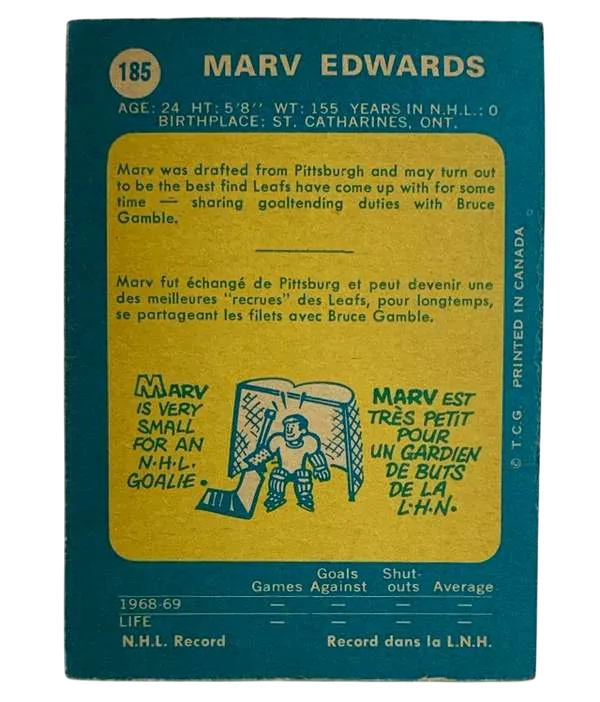 185
MARV EDWARDS
AGE: 24 HT: 5'8'' WT: 155 YEARS IN N.H.L.: 0
BIRTHPLACE: ST. CATHARINES, ONT.
Marv was drafted from Pittsburgh and may turn out
to be the best find Leafs have come up with for some
time — sharing goaltending duties with Bruce
Gamble.
Marv fut échangé de Pittsburg et peut devenir une
des meilleures "recrues" des Leafs, pour longtemps,
se partageant les filets avec Bruce Gamble.
MARV
IS VERY
SMALL
FOR AN
N.H.L.
GOALIE.
MARV EST
TRÈS PETIT
POUR
UN GARDIEN
DE BUTS
DE LA
L.H.N.
© T.C.G. PRINTED IN CANADA
Games Goals Against Shut-outs Average
1968-69 — — — —
LIFE — — — —
N.H.L. Record Record dans la L.N.H.